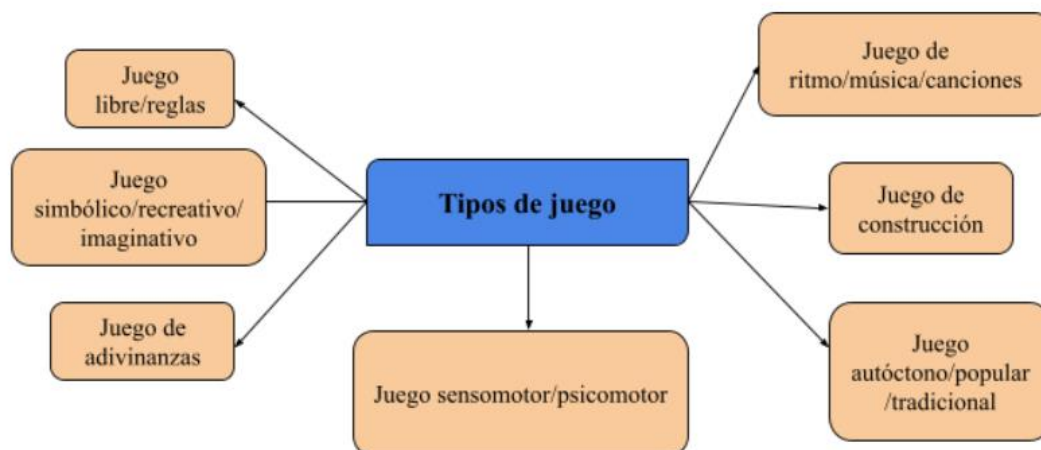 Juego
libre/reglas
Juego
simbólico/recreativo/
imaginativo
Juego de
adivinanzas
Tipos de juego
Juego sensomotor/psicomotor
Juego de
ritmo/música/canciones
Juego de
construcción
Juego
autóctono/popular
/tradicional